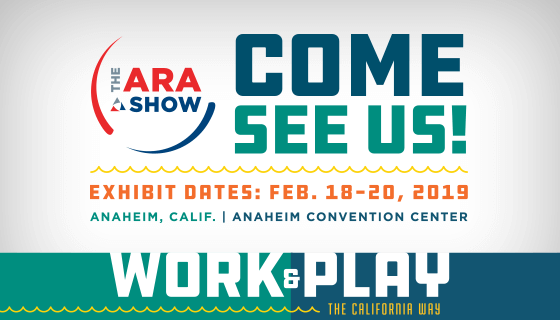 THE
ARA
SHOW
COME
SEE US!
EXHIBIT DATES: FEB. 18-20, 2019
ANAHEIM, CALIF. | ANAHEIM CONVENTION CENTER
WORK & PLAY
THE CALIFORNIA WAY